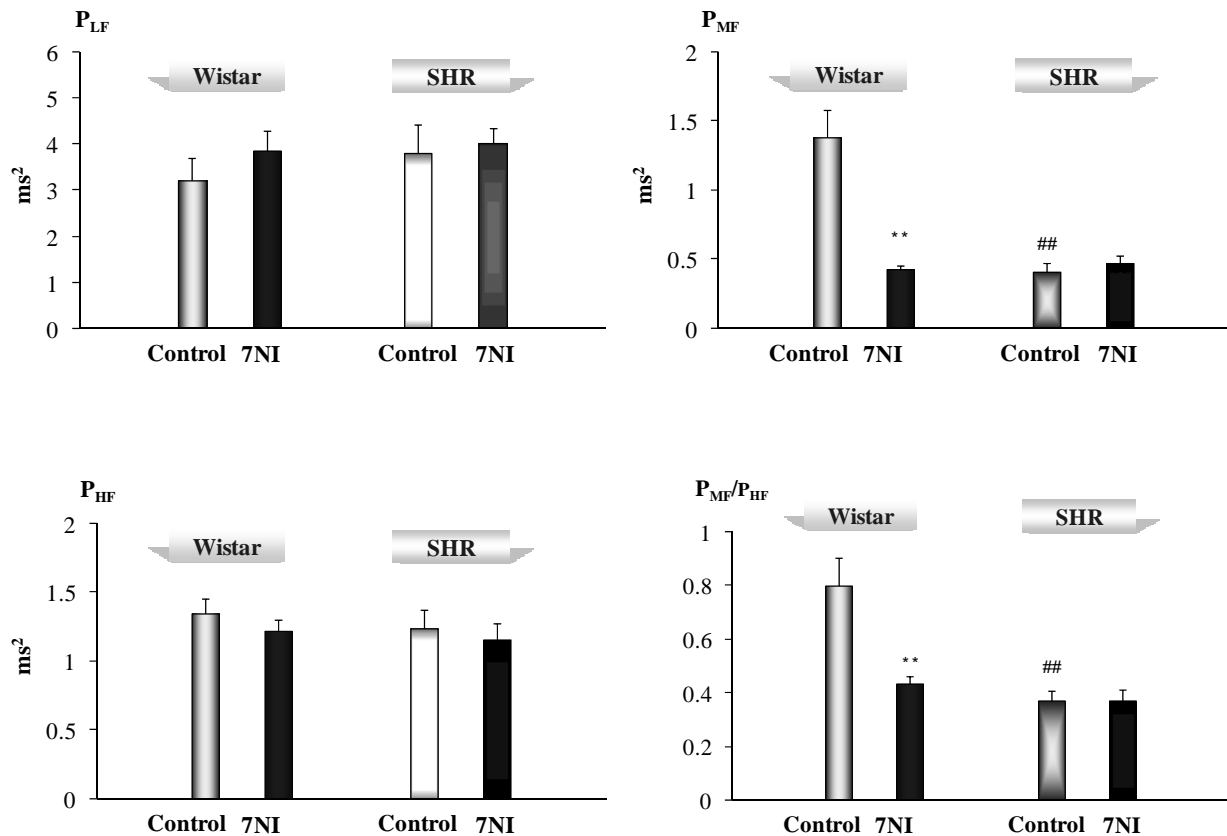 P_LF
6
5
4
3
2
1
0
ms²
Wistar
SHR
Control 7NI
Control 7NI
P_MF
2
1.5
1
0.5
0
ms²
Wistar
SHR
**
##
Control 7NI
Control 7NI
P_HF
2
1.5
1
0.5
0
ms²
Wistar
SHR
Control 7NI
Control 7NI
P_MF/P_HF
1
0.8
0.6
0.4
0.2
0
Wistar
SHR
**
##
Control 7NI
Control 7NI